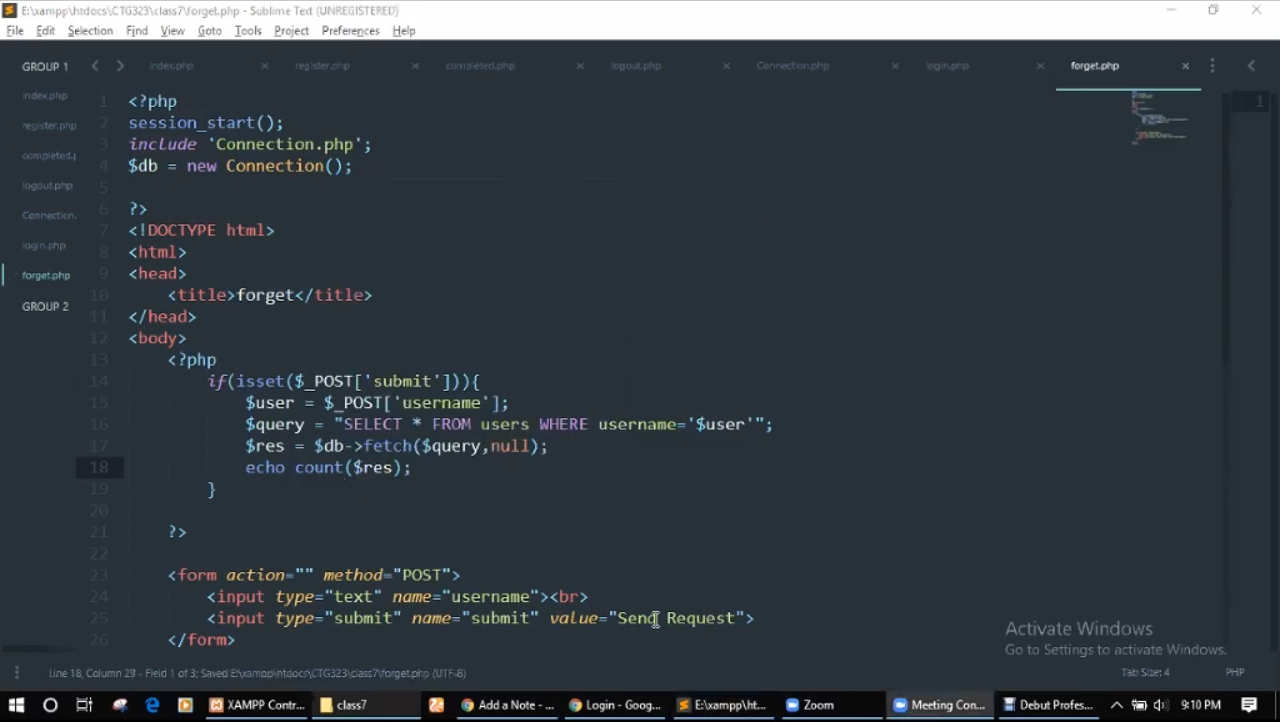 E:\xampp\htdocs\CTG323\class7\forget.php - Sublime Text (UNREGISTERED)
File Edit Selection Find View Goto Tools Project Preferences Help
GROUP 1
index.php
register.php
completed.p
logout.php
Connection.
login.php
forget.php
GROUP 2
index.php × register.php × completed.php × logout.php × Connection.php × login.php × forget.php ×
1 <?php
2 session_start();
3 include 'Connection.php';
4 $db = new Connection();
5
6 ?>
7 <!DOCTYPE html>
8 <html>
9 <head>
10 <title>forget</title>
11 </head>
12 <body>
13 <?php
14 if(isset($_POST['submit'])){
15 $user = $_POST['username'];
16 $query = "SELECT * FROM users WHERE username='$user'";
17 $res = $db->fetch($query,null);
18 echo count($res);
19 }
20
21 ?>
22
23 <form action="" method="POST">
24 <input type="text" name="username"><br>
25 <input type="submit" name="submit" value="Send Request">
26 </form>
1
Activate Windows
Go to Settings to activate Windows.
Line 18, Column 29 - Field 1 of 3; Saved E:\xampp\htdocs\CTG323\class7\forget.php (UTF-8)
Tab Size: 4 PHP
XAMPP Contr... class7 Add a Note - ... Login - Goog... E:\xampp\ht... Zoom Meeting Con... Debut Profes... 9:10 PM